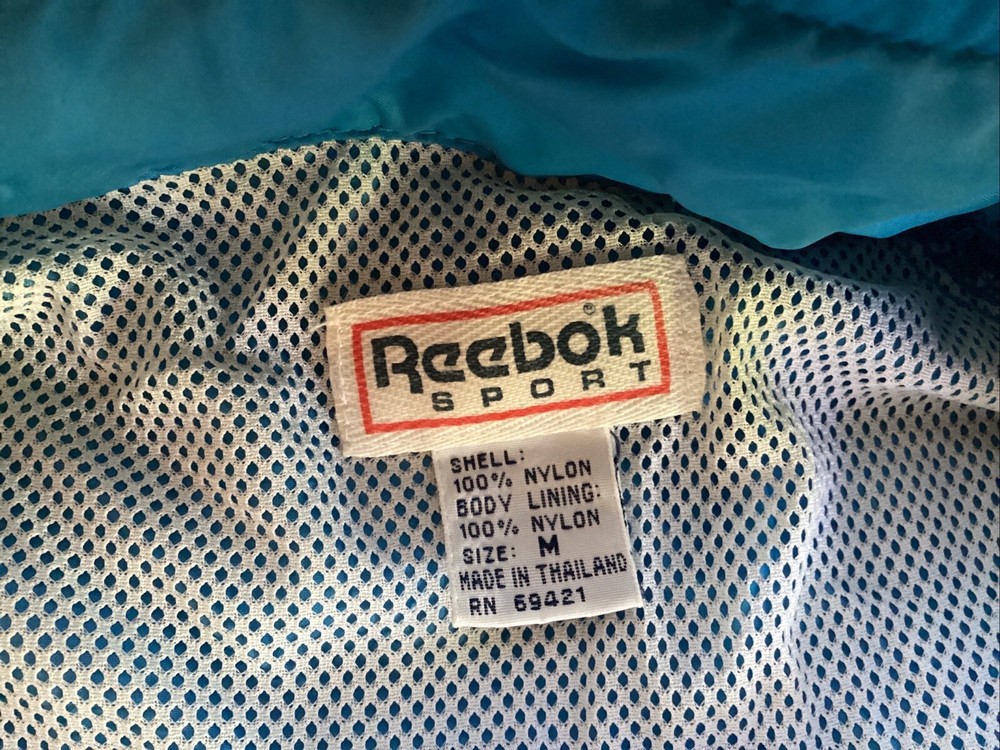 Reebok®
SPORT
SHELL:
100% NYLON
BODY LINING:
100% NYLON
SIZE: M
MADE IN THAILAND
RN 69421